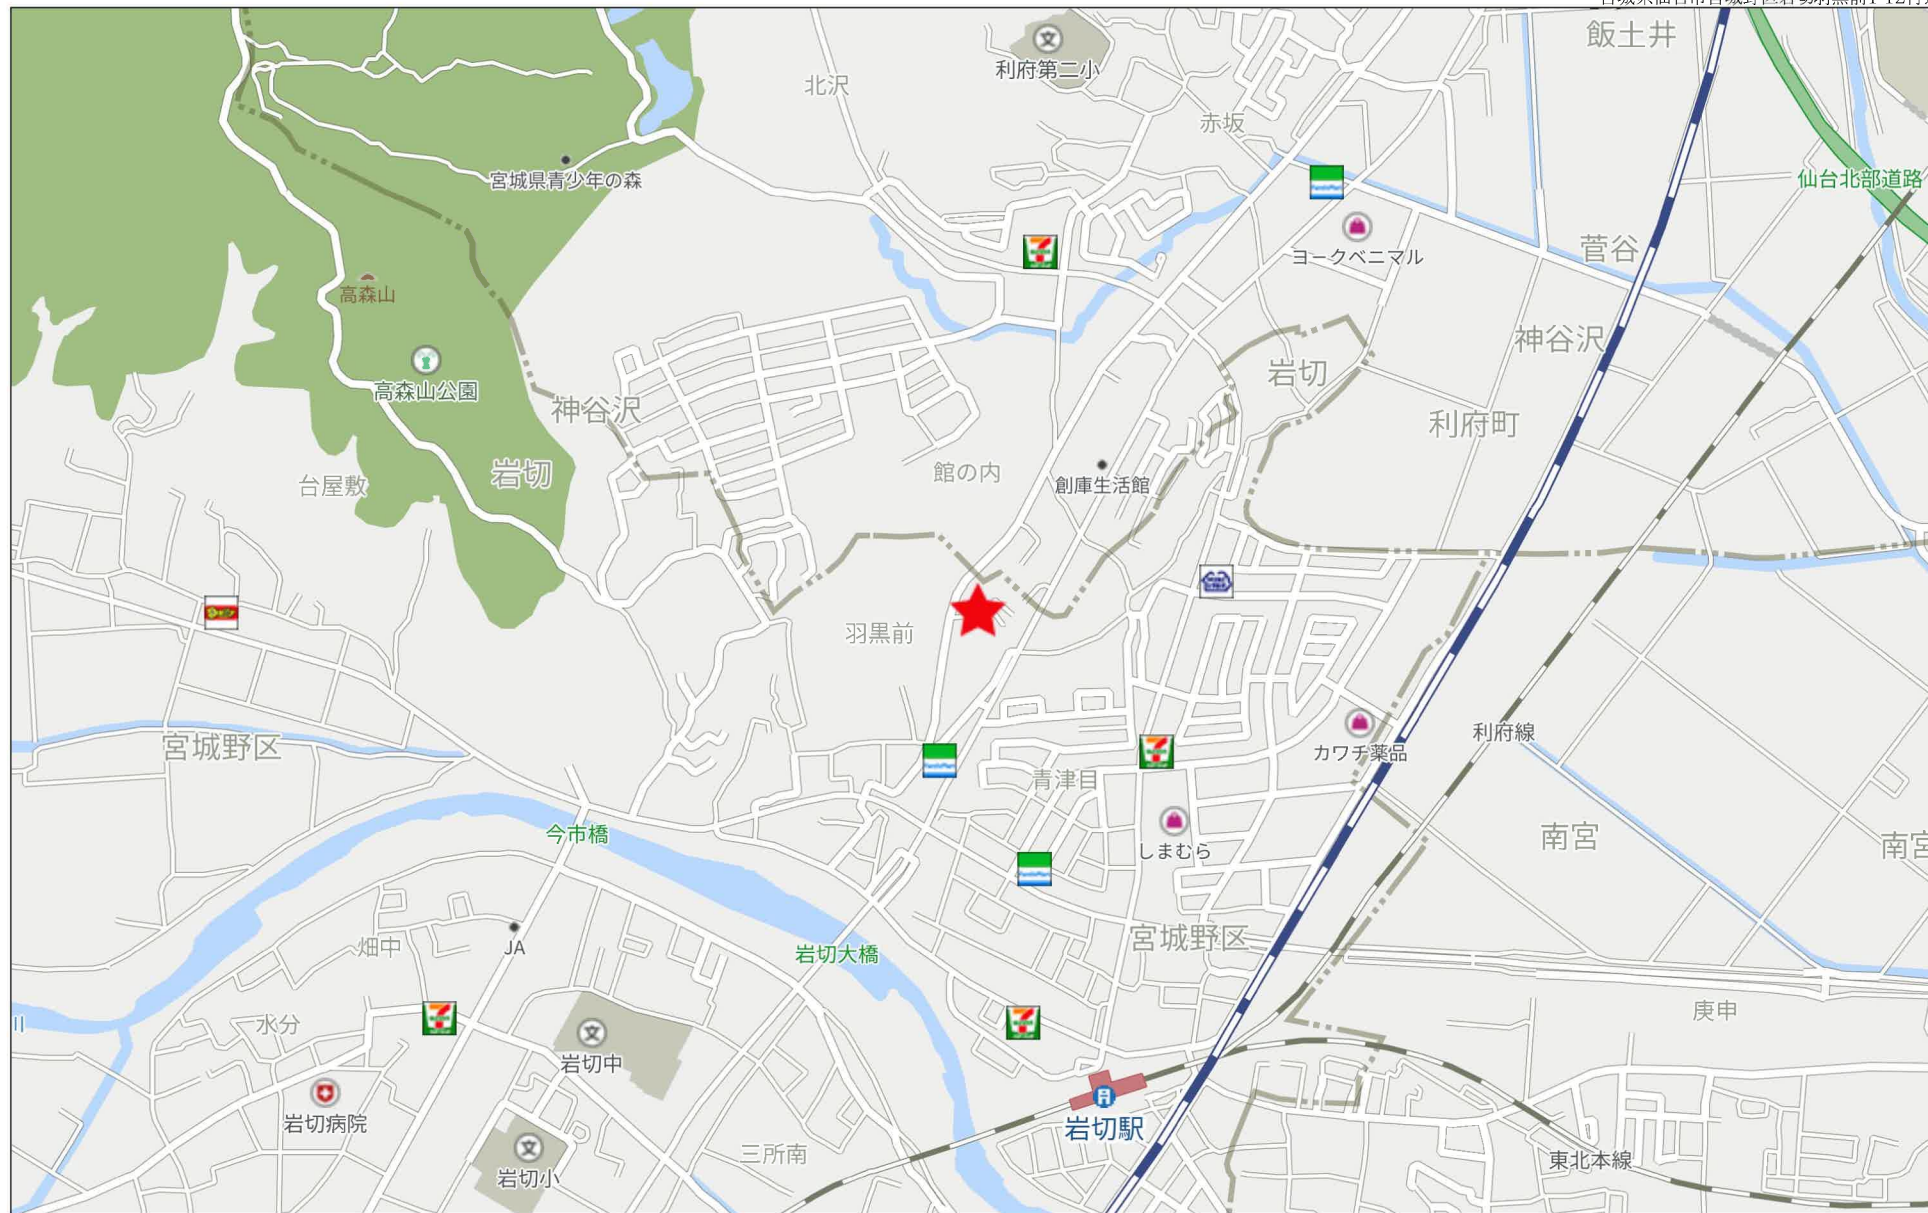 飯土井
利府第二小
北沢
赤坂
宮城県青少年の森
仙台北部道路
菅谷
ヨークベニマル
高森山
神谷沢
岩切
高森山公園
神谷沢
利府町
岩切
館の内
台屋敷
創庫生活館
羽黒前
利府線
宮城野区
カワチ薬品
青津目
今市橋
南宮
南宮
しまむら
宮城野区
畑中
JA
岩切大橋
庚申
水分
川
岩切中
岩切病院
岩切駅
三所南
東北本線
岩切小